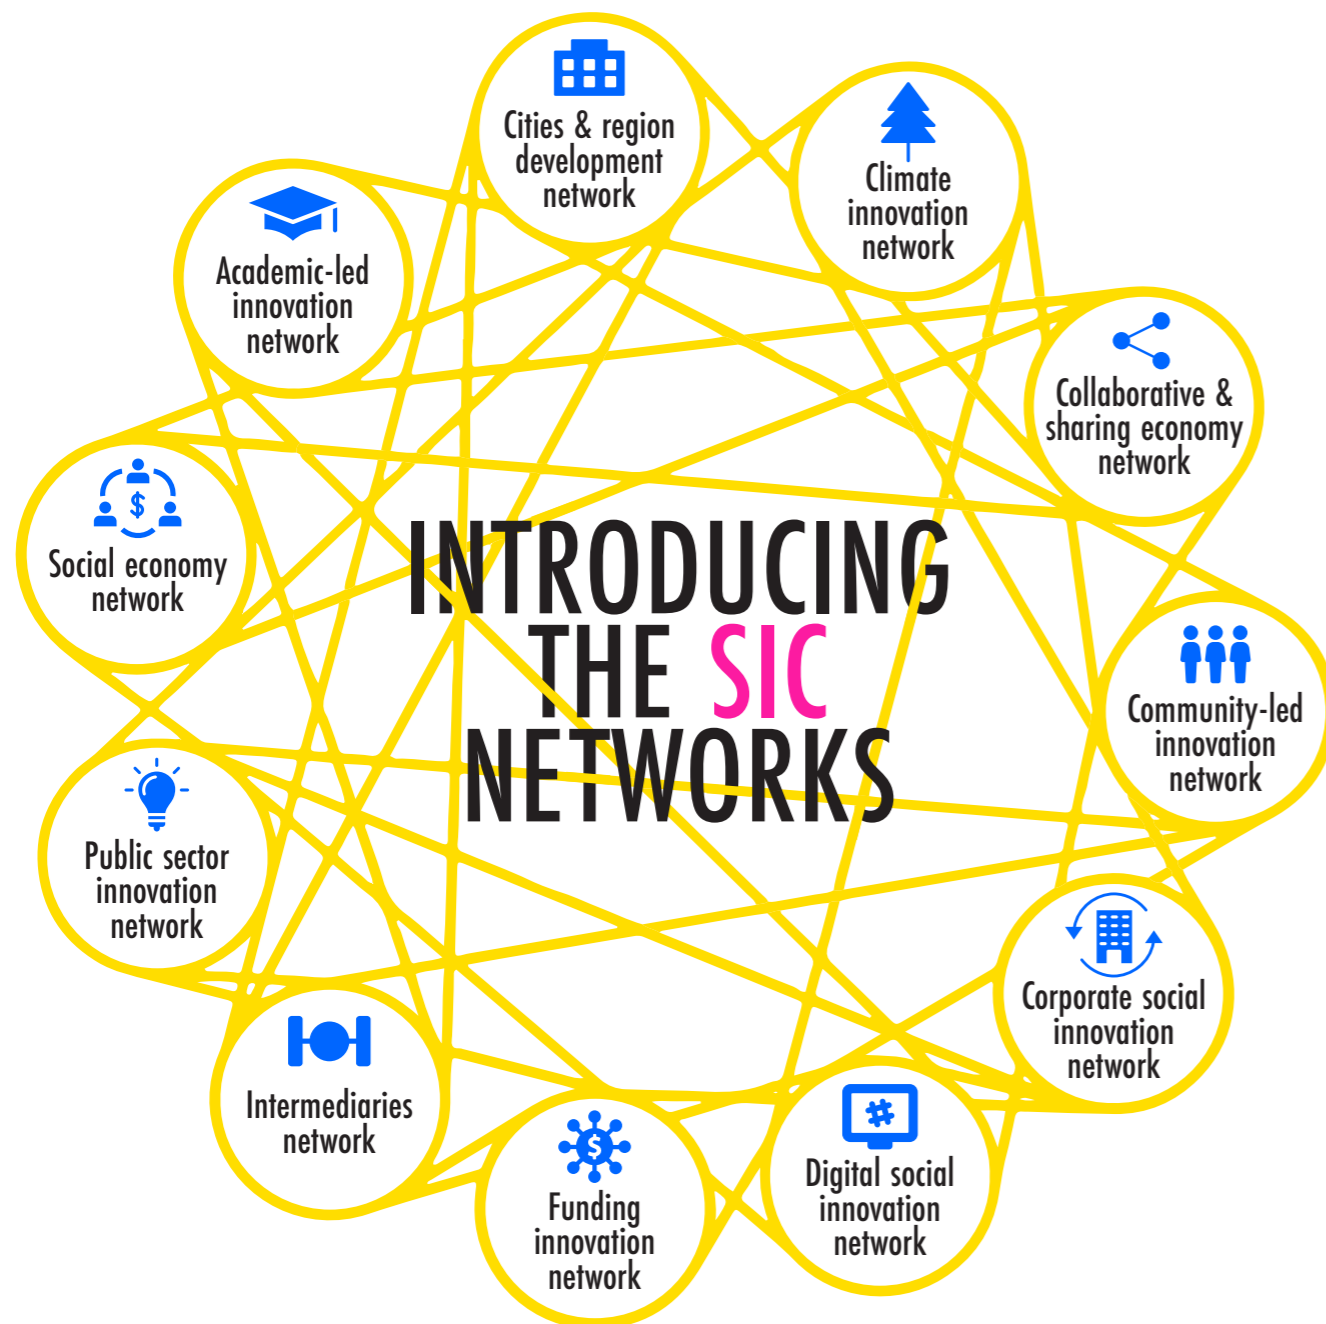 Cities & region
development
network
Climate
innovation
network
Collaborative &
sharing economy
network
Community-led
innovation
network
Corporate social
innovation
network
Digital social
innovation
network
Funding
innovation
network
Intermediaries
network
Public sector
innovation
network
Social economy
network
Academic-led
innovation
network
INTRODUCING
THE SIC
NETWORKS
$
#
$